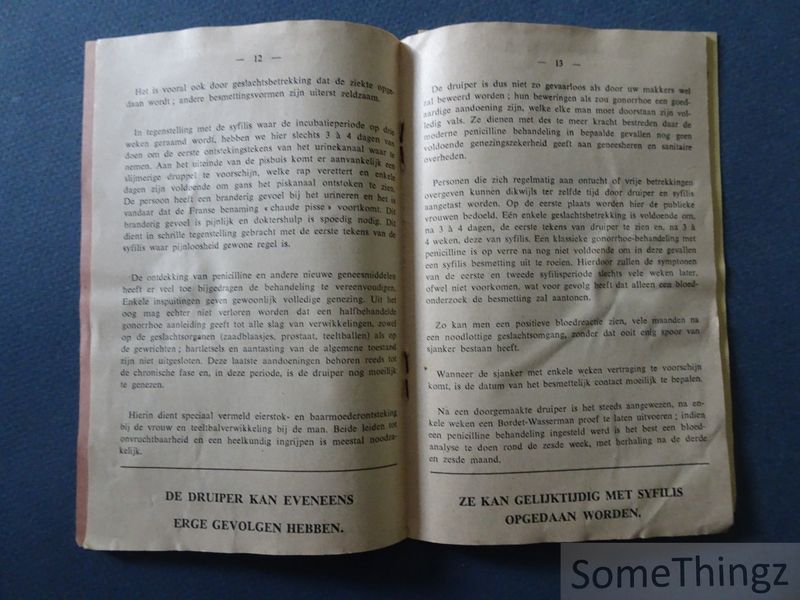 — 12 —
Het is vooral ook door geslachtsbetrekking dat de ziekte opge-
daan wordt ; andere besmettingsvormen zijn uiterst zeldzaam.
In tegenstelling met de syfilis waar de incubatieperiode op drie
weken geraamd wordt, hebben we hier slechts 3 à 4 dagen van
doen om de eerste ontstekingstekens van het urinekanaal waar te
nemen. Aan het uiteinde van de pisbuis komt er aanvankelijk een
slijmerige druppel te voorschijn, welke rap verettert en enkele
dagen zijn voldoende om gans het piskanaal ontstoken te zien.
De persoon heeft een branderig gevoel bij het urineren en het is
vandaar dat de Franse benaming « chaude pisse » voortkomt. Dit
branderig gevoel is pijnlijk en doktershulp is spoedig nodig. Dit
dient in schrille tegenstelling gebracht met de eerste tekens van de
syfilis waar pijnloosheid gewone regel is.
De ontdekking van penicilline en andere nieuwe geneesmiddelen
heeft er veel toe bijgedragen de behandeling te vereenvoudigen.
Enkele inspuitingen geven gewoonlijk volledige genezing. Uit het
oog mag echter niet verloren worden dat een halfbehandelde
gonorrhoe aanleiding geeft tot alle slag van verwikkelingen, zowel
op de geslachtsorganen (zaadblaasjes, prostaat, teeltballen) als op
de gewrichten ; hartletsels en aantasting van de algemene toestand
zijn niet uitgesloten. Deze laatste aandoeningen behoren reeds tot
de chronische fase en, in deze periode, is de druiper nog moeilijk
te genezen.
Hierin dient speciaal vermeld eierstok- en baarmoederontsteking
bij de vrouw en teeltbalverwikkeling bij de man. Beide leiden tot
onvruchtbaarheid en een heelkundig ingrijpen is meestal noodza-
kelijk.
DE DRUIPER KAN EVENEENS
ERGE GEVOLGEN HEBBEN.
— 13 —
De druiper is dus niet zo gevaarloos als door uw makkers wel
zal beweerd worden ; hun beweringen als zou gonorrhoe een goed-
aardige aandoening zijn, welke elke man moet doorstaan zijn vol-
ledig vals. Ze dienen met des te meer kracht bestreden daar de
moderne penicilline behandeling in bepaalde gevallen nog geen
voldoende genezingszekerheid geeft aan geneesheren en sanitaire
overheden.
Personen die zich regelmatig aan ontucht of vrije betrekkingen
overgeven kunnen dikwijls ter zelfde tijd door druiper en syfilis
aangetast worden. Op de eerste plaats worden hier de publieke
vrouwen bedoeld. Eén enkele geslachtsbetrekking is voldoende om,
na 3 à 4 dagen, de eerste tekens van druiper te zien en, na 3 à
4 weken, deze van syfilis. Een klassieke gonorrhoe-behandeling met
penicilline is op verre na nog niet voldoende om in deze gevallen
een syfilis besmetting uit te roeien. Hierdoor zullen de symptomen
van de eerste en tweede syfilisperiode slechts vele weken later,
ofwel niet voorkomen, wat voor gevolg heeft dat alleen een bloed-
onderzoek de besmetting zal aantonen.
Zo kan men een positieve bloedreactie zien, vele maanden na
een noodlottige geslachtsomgang, zonder dat ooit enig spoor van
sjanker bestaan heeft.
Wanneer de sjanker met enkele weken vertraging te voorschijn
komt, is de datum van het besmettelijk contact moeilijk te bepalen.
Na een doorgemaakte druiper is het steeds aangewezen, na en-
kele weken een Bordet-Wasserman proef te laten uitvoeren ; indien
een penicilline behandeling ingesteld werd is het best een bloed-
analyse te doen rond de zesde week, met herhaling na de derde
en zesde maand.
ZE KAN GELIJKTIJDIG MET SYFILIS
OPGEDAAN WORDEN.
SomeThingz